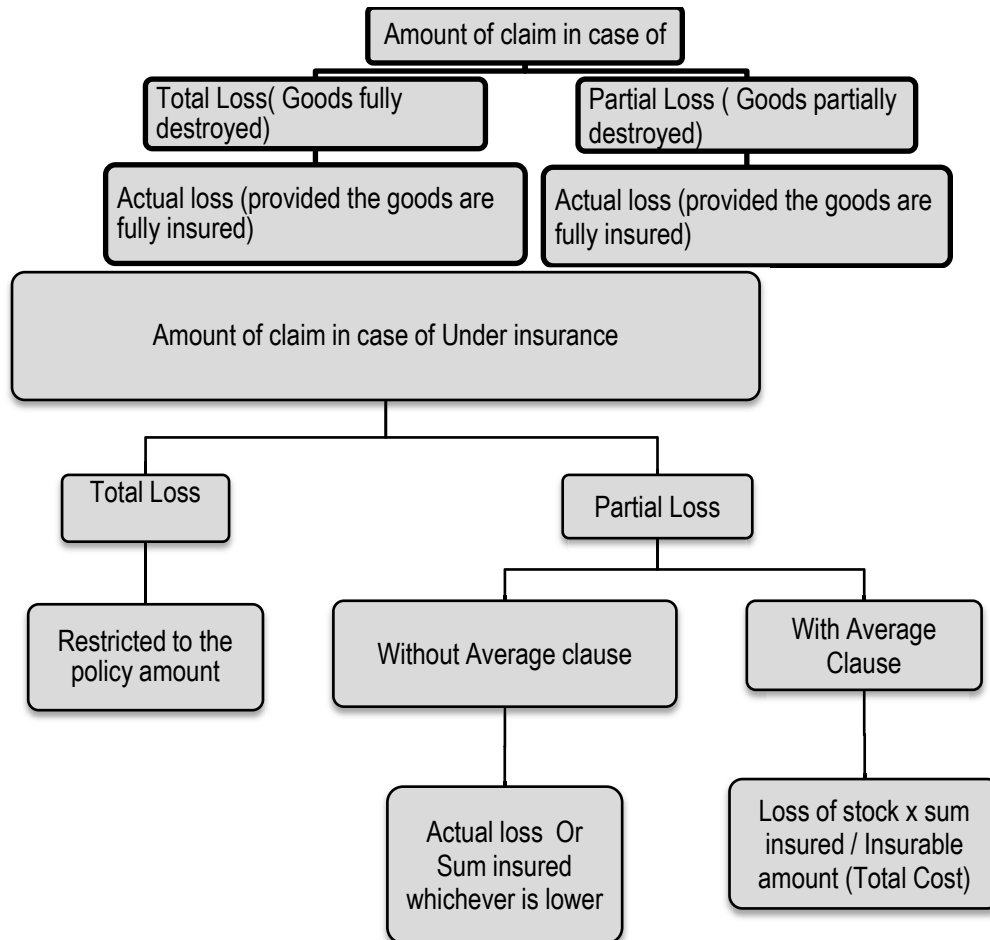 Amount of claim in case of
Total Loss( Goods fully
destroyed)
Partial Loss ( Goods partially
destroyed)
Actual loss (provided the goods are
fully insured)
Actual loss (provided the goods are
fully insured)
Amount of claim in case of Under insurance
Total Loss
Partial Loss
Restricted to the
policy amount
Without Average clause
With Average
Clause
Actual loss Or
Sum insured
whichever is lower
Loss of stock x sum
insured / Insurable
amount (Total Cost)